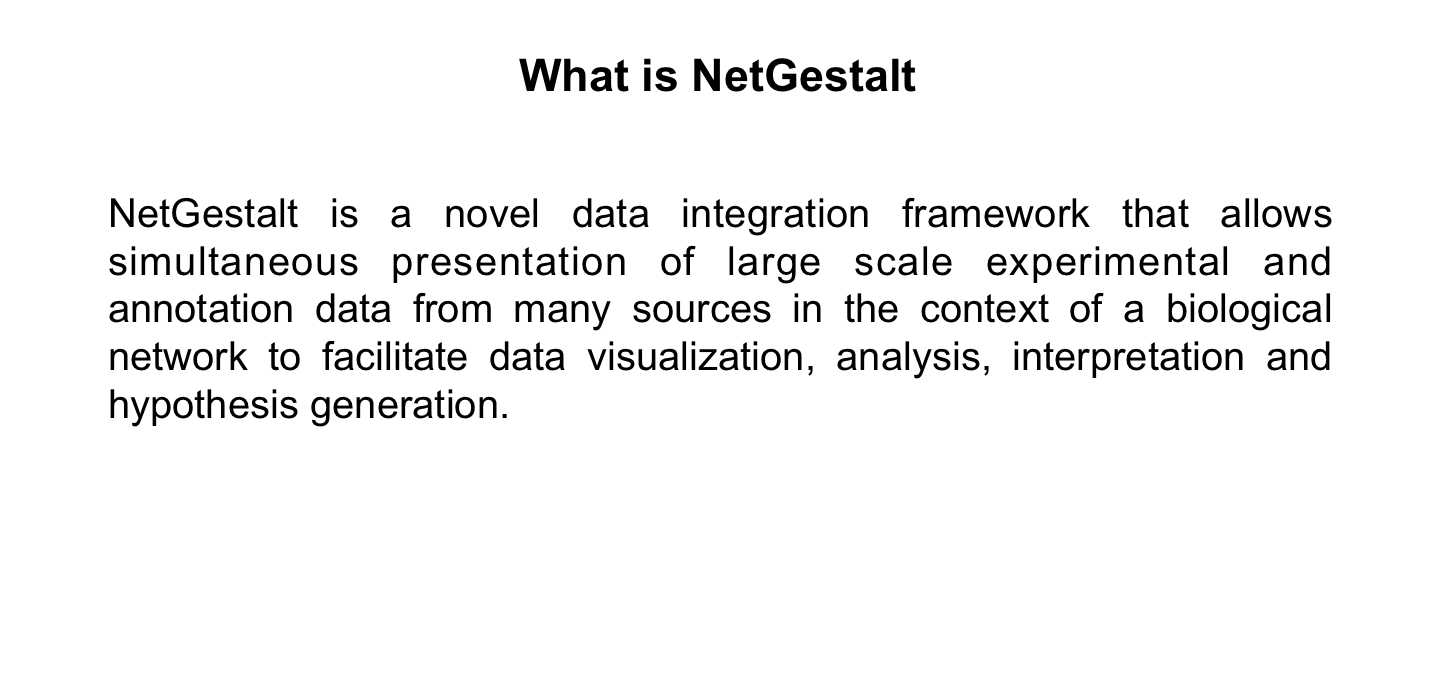 What is NetGestalt
NetGestalt is a novel data integration framework that allows
simultaneous presentation of large scale experimental and
annotation data from many sources in the context of a biological
network to facilitate data visualization, analysis, interpretation and
hypothesis generation.